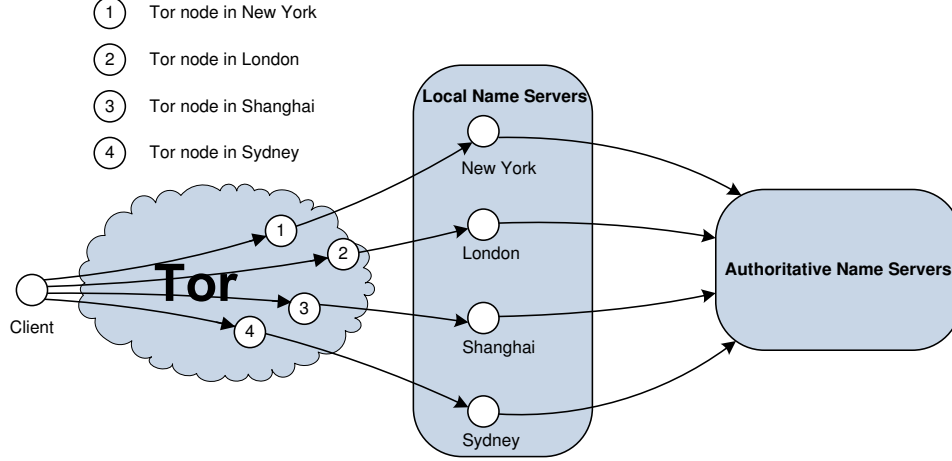 1 Tor node in New York
2 Tor node in London
3 Tor node in Shanghai
4 Tor node in Sydney
Local Name Servers
New York
1
2
London
Tor
Authoritative Name Servers
3
Client
4
Shanghai
Sydney